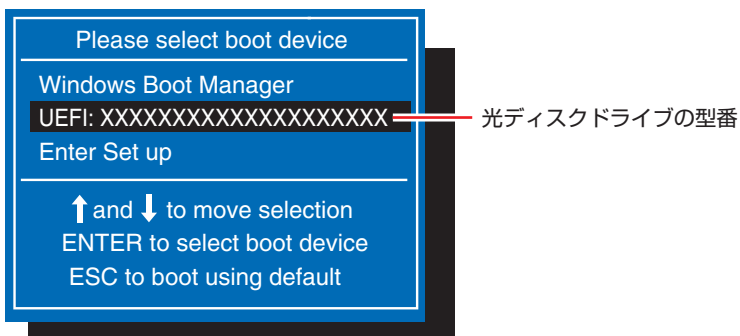 Please select boot device
Windows Boot Manager
UEFI: XXXXXXXXXXXXXXXXXXXX
光ディスクドライブの型番
Enter Set up
↑ and ↓ to move selection
ENTER to select boot device
ESC to boot using default